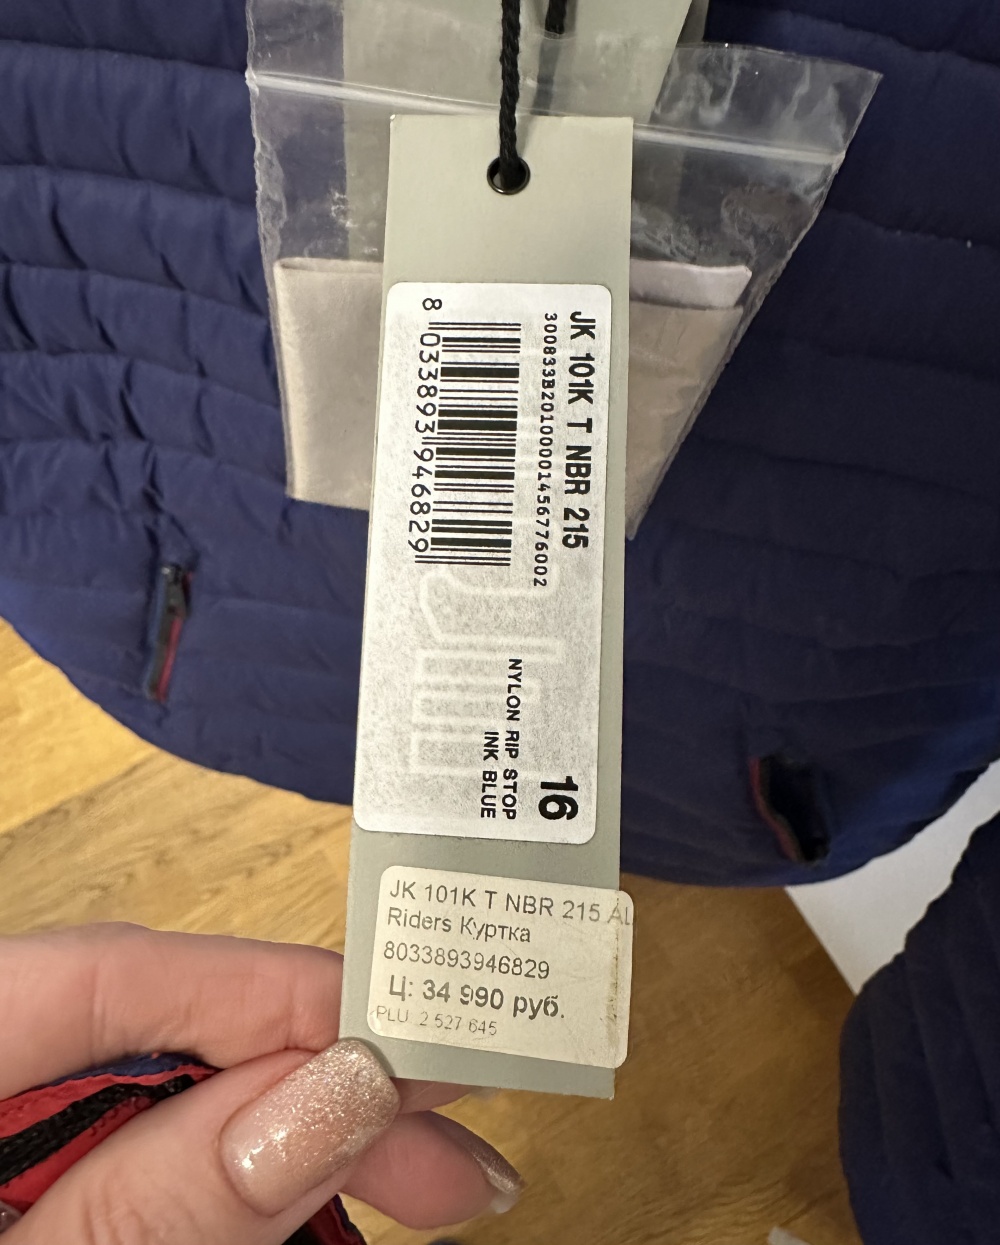 JK 101K T NBR 215
300833B20100001456776002
8 033893 946829
16
NYLON RIP STOP
INK BLUE
JK 101K T NBR 215 AL
Riders Куртка
8033893946829
Ц: 34 990 руб.
PLU 2 527 645